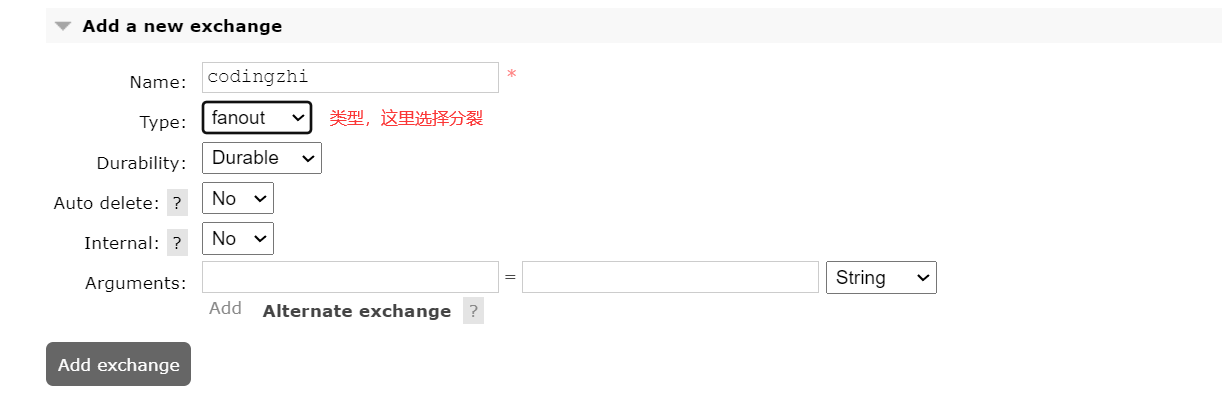 Add a new exchange
Name: codingzhi *
Type: fanout 类型，这里选择分裂
Durability: Durable
Auto delete: ? No
Internal: ? No
Arguments: = String
Add Alternate exchange ?
Add exchange